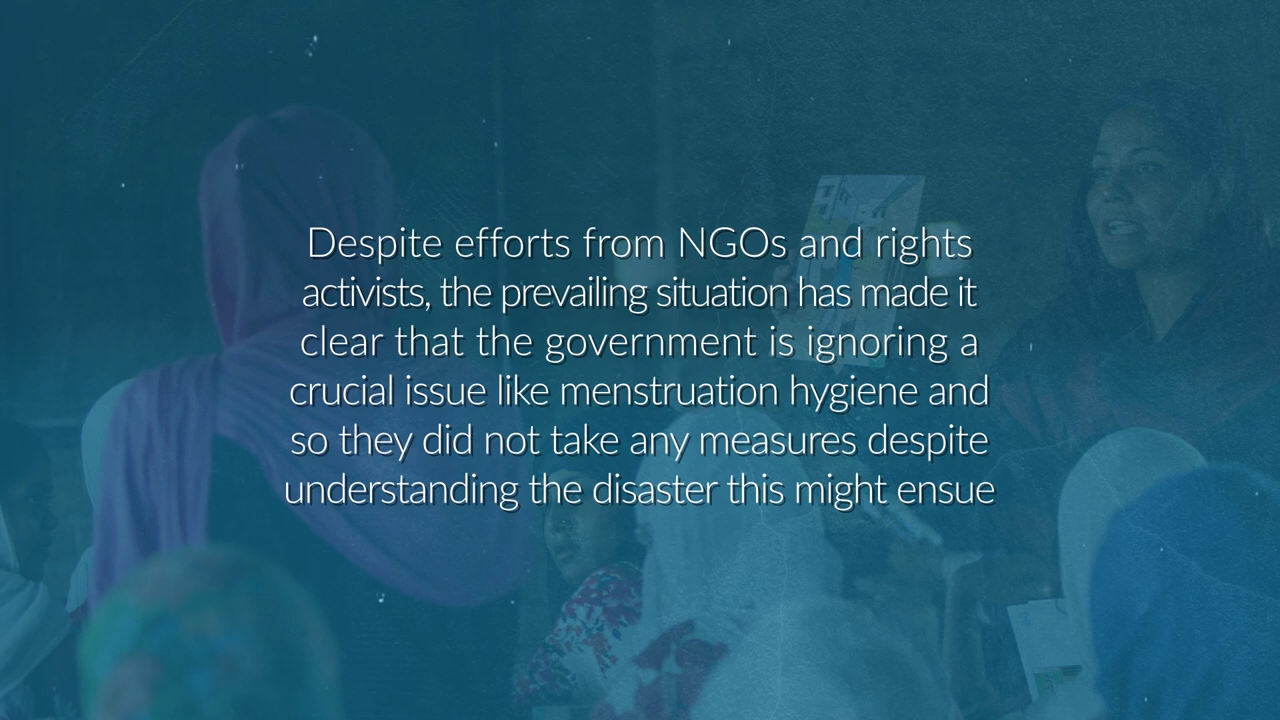 Despite efforts from NGOs and rights
activists, the prevailing situation has made it
clear that the government is ignoring a
crucial issue like menstruation hygiene and
so they did not take any measures despite
understanding the disaster this might ensue